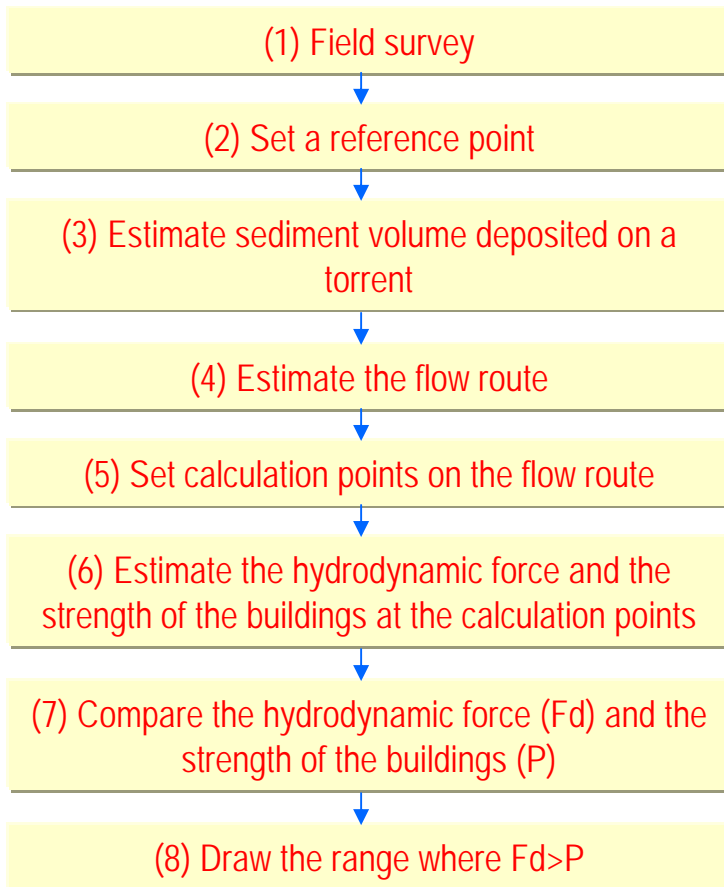 (1) Field survey
(2) Set a reference point
(3) Estimate sediment volume deposited on a
torrent
(4) Estimate the flow route
(5) Set calculation points on the flow route
(6) Estimate the hydrodynamic force and the
strength of the buildings at the calculation points
(7) Compare the hydrodynamic force (Fd) and the
strength of the buildings (P)
(8) Draw the range where Fd>P